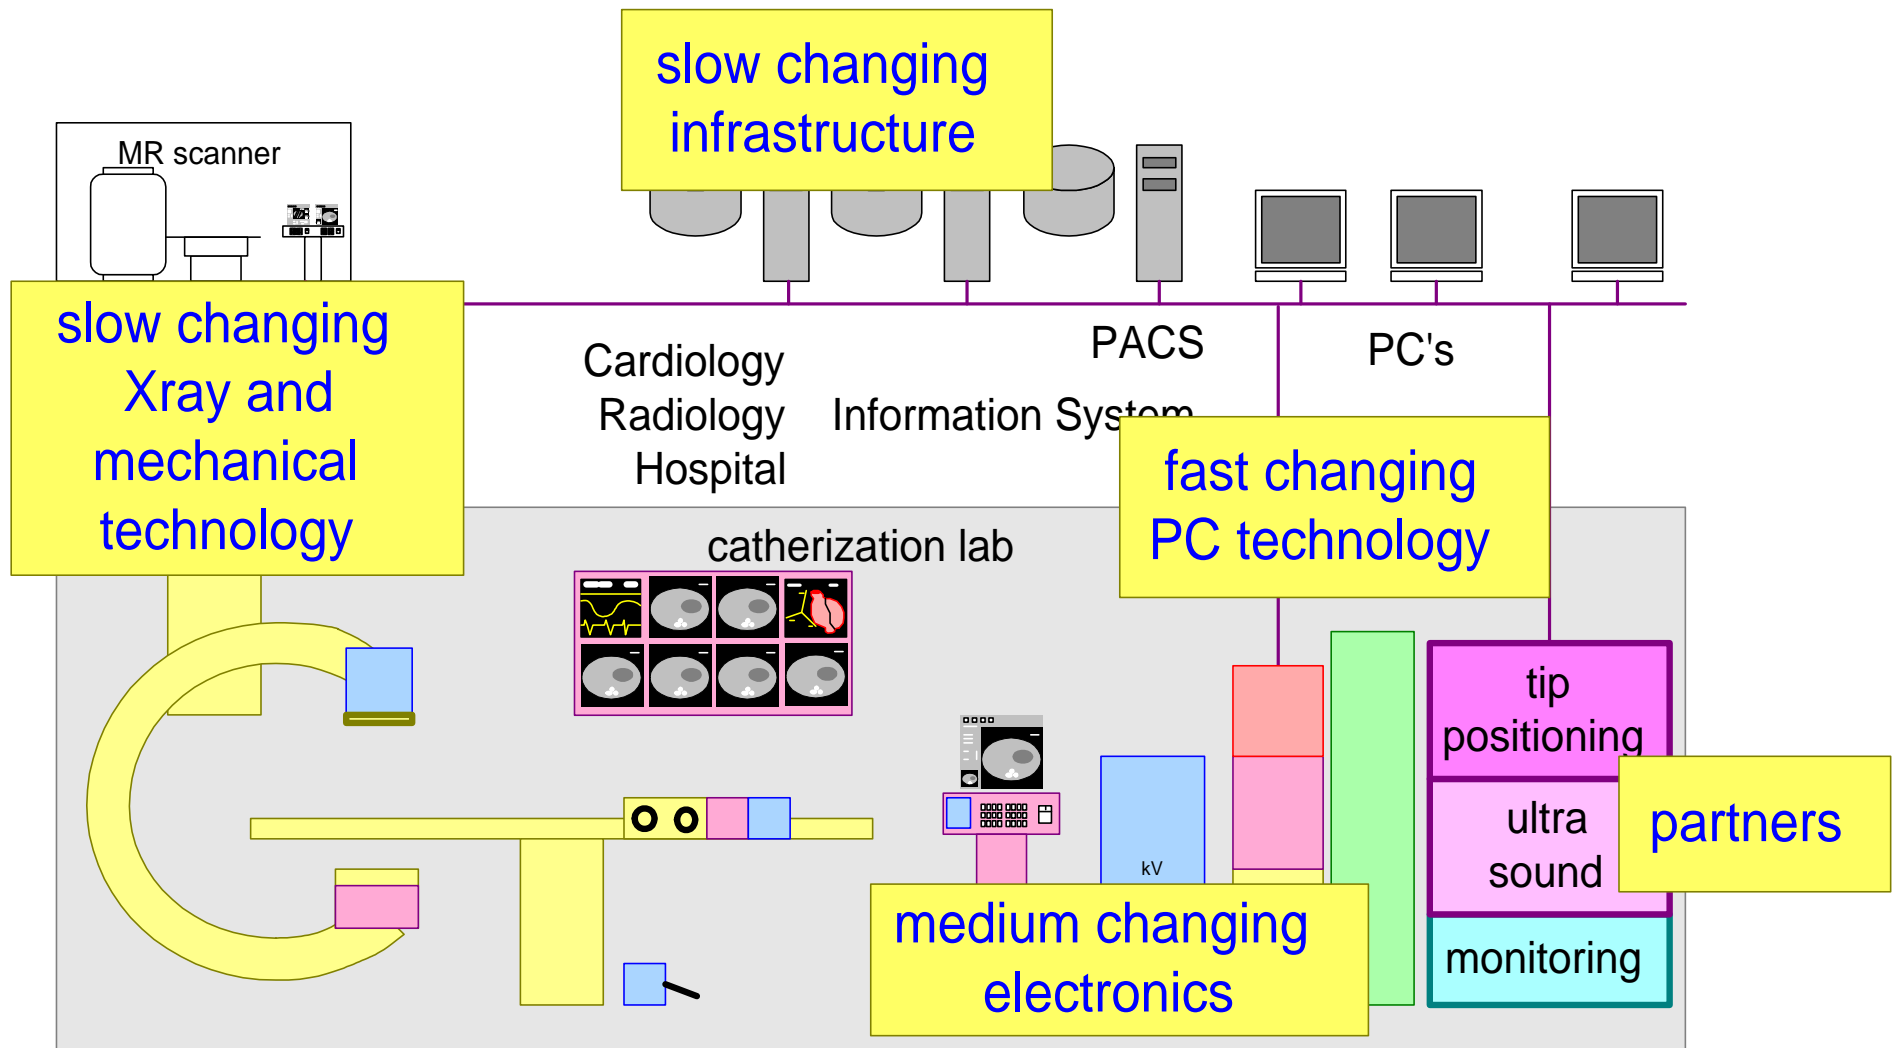 slow changing
infrastructure
MR scanner
slow changing
Xray and
mechanical
technology
Cardiology
Radiology
Hospital
Information System
PACS
PC's
fast changing
PC technology
catherization lab
tip
positioning
ultra
sound
monitoring
partners
kV
medium changing
electronics